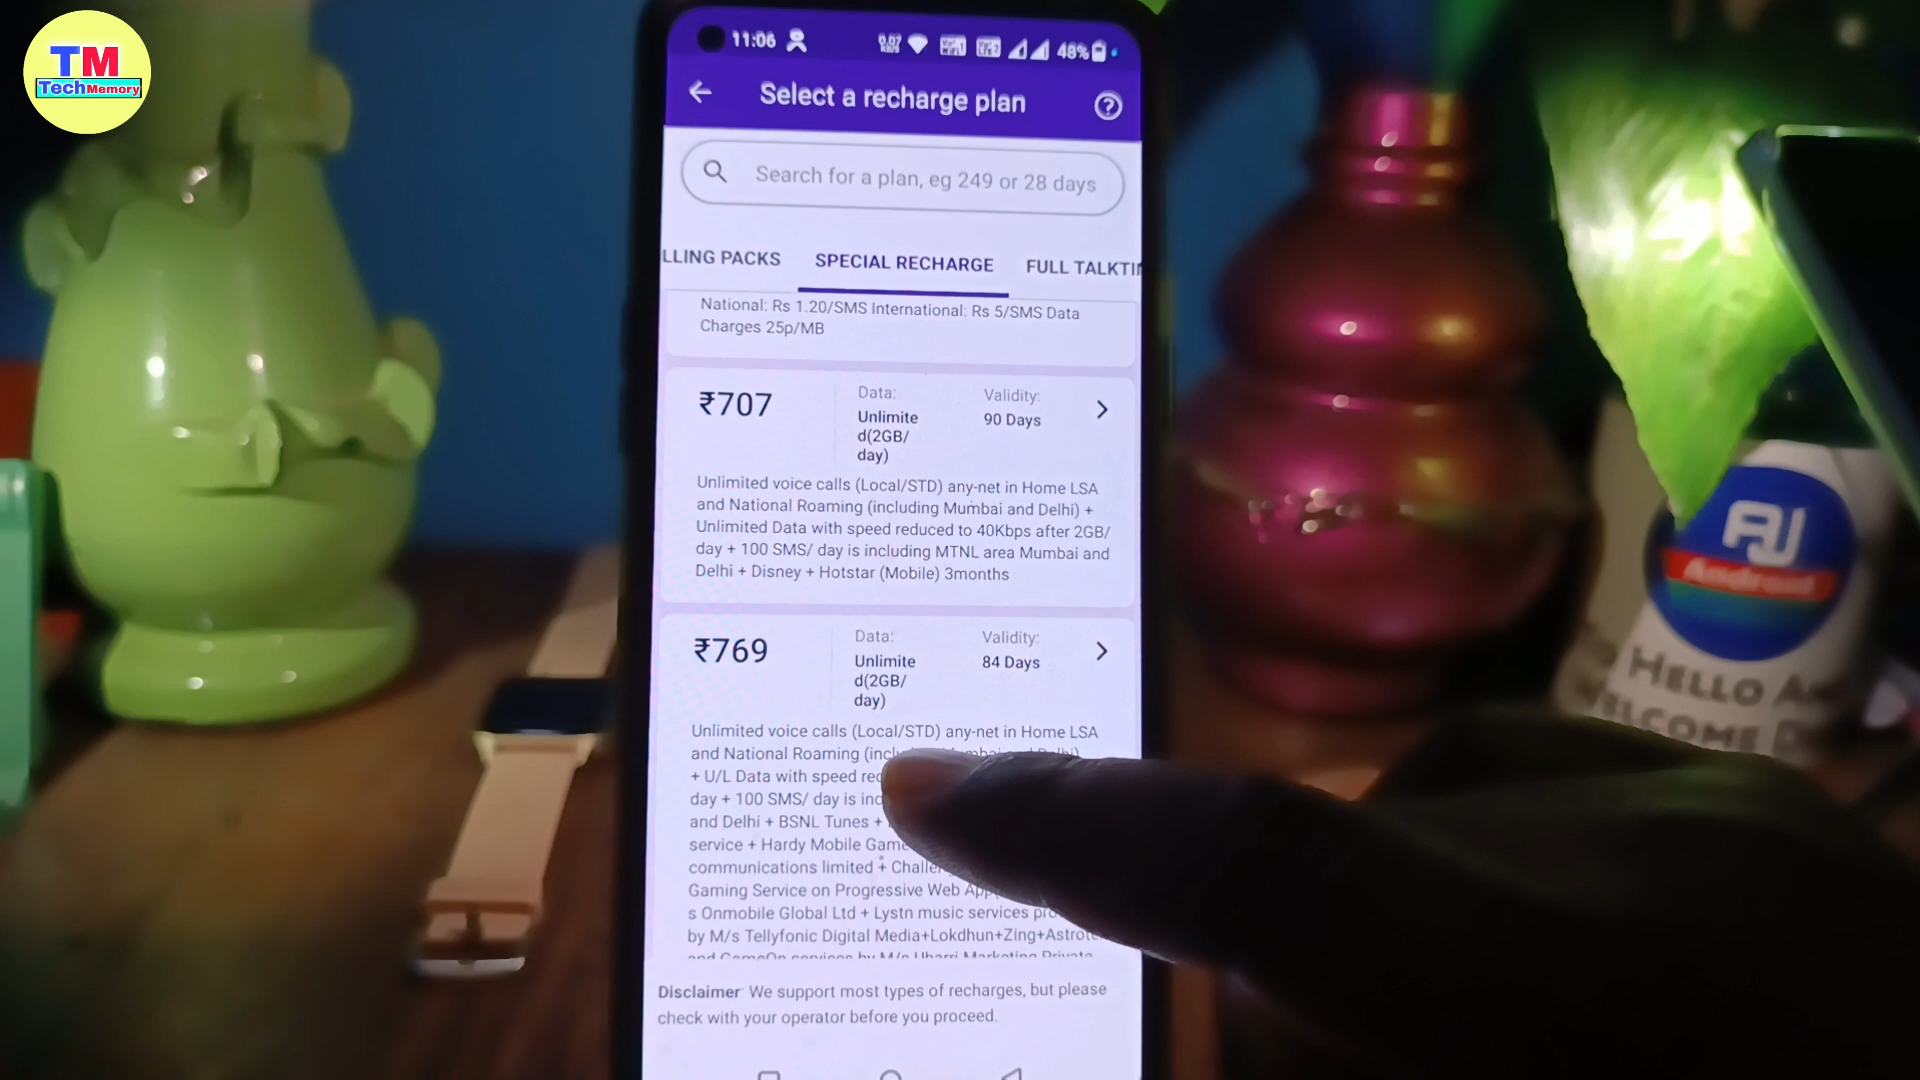 TM
TechMemory
11:06
0.07
KB/S
48%
Select a recharge plan
Search for a plan, eg 249 or 28 days
LLING PACKS
SPECIAL RECHARGE
FULL TALKTI
National: Rs 1.20/SMS International: Rs 5/SMS Data
Charges 25p/MB
₹707
Data:
Unlimite
d(2GB/
day)
Validity:
90 Days
Unlimited voice calls (Local/STD) any-net in Home LSA
and National Roaming (including Mumbai and Delhi) +
Unlimited Data with speed reduced to 40Kbps after 2GB/
day + 100 SMS/ day is including MTNL area Mumbai and
Delhi + Disney + Hotstar (Mobile) 3months
₹769
Data:
Unlimite
d(2GB/
day)
Validity:
84 Days
Unlimited voice calls (Local/STD) any-net in Home LSA
and National Roaming
+ U/L Data with speed
day + 100 SMS/ day is
and Delhi + BSNL Tunes +
service + Hardy Mobile
communications limited +
Gaming Service on Progressive Web
s Onmobile Global Ltd + Lystn music services
by M/s Tellyfonic Digital Media+Lokdhun+Zing+
Disclaimer: We support most types of recharges, but please
check with your operator before you proceed.
AJ
Android
HELLO
WELCOME